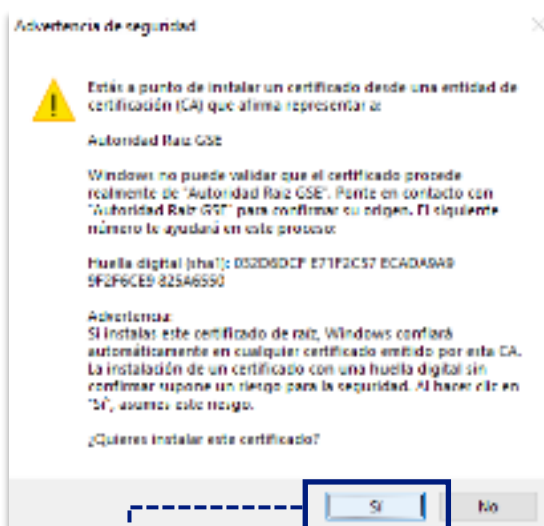 Advertencia de seguridad
Estás a punto de instalar un certificado desde una entidad de
certificación (CA) que afirma representar a:
Autoridad Raiz GSE
Windows no puede validar que el certificado procede
realmente de "Autoridad Raiz GSE". Ponte en contacto con
"Autoridad Raiz GSE" para confirmar su origen. El siguiente
número te ayudará en este proceso:
Huella digital (sha1):
Advertencia:
Si instalas este certificado de raíz, Windows confiará
automáticamente en cualquier certificado emitido por esta CA.
La instalación de un certificado con una huella digital sin
confirmar supone un riesgo para la seguridad. Al hacer clic en
"Sí", asumes este riesgo.
¿Quieres instalar este certificado?
Sí
No